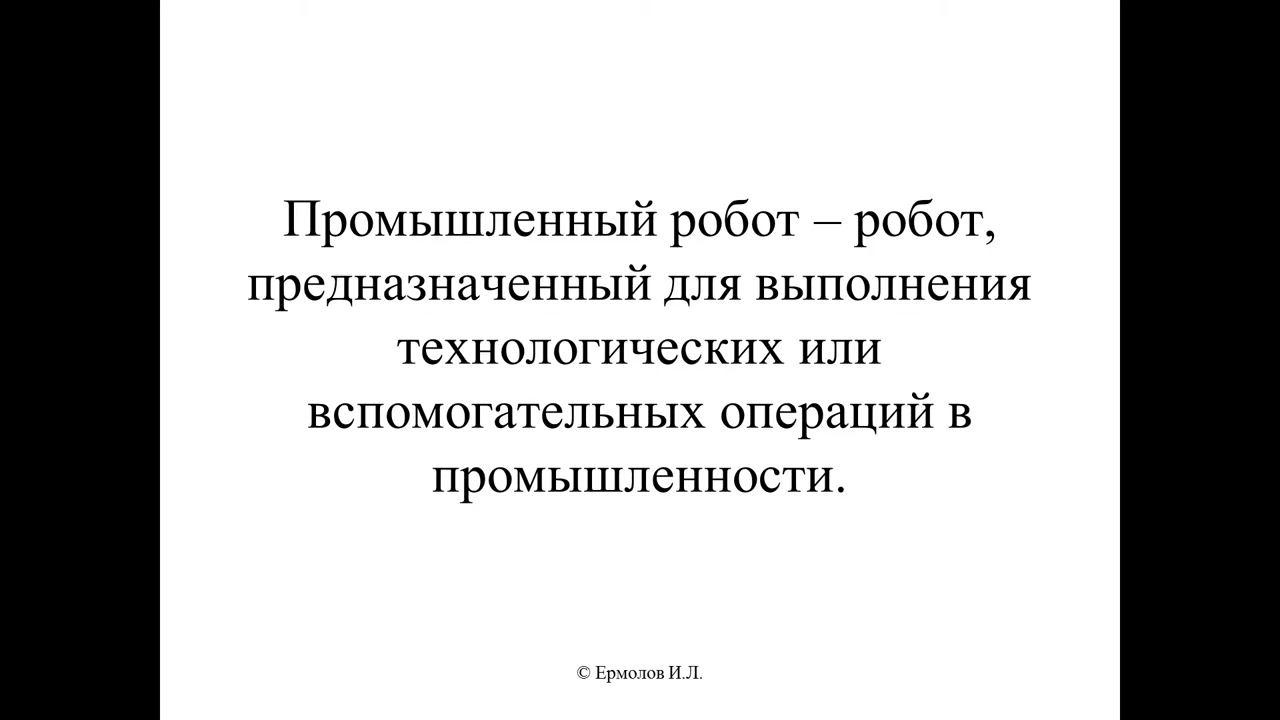 Промышленный робот – робот,
предназначенный для выполнения
технологических или
вспомогательных операций в
промышленности.
© Ермолов И.Л.